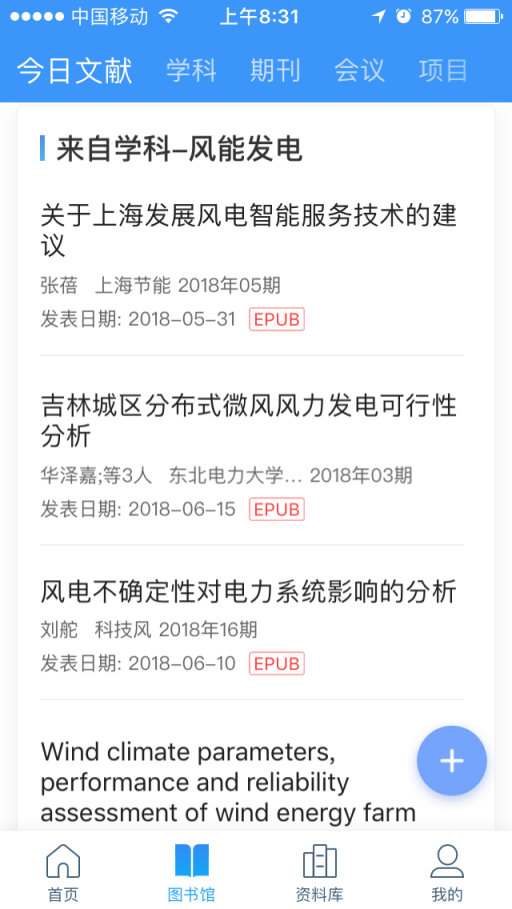 中国移动 上午8:31 87%
今日文献 学科 期刊 会议 项目
来自学科–风能发电
关于上海发展风电智能服务技术的建
议
张蓓 上海节能 2018年05期
发表日期: 2018–05–31 EPUB
吉林城区分布式微风风力发电可行性
分析
华泽嘉;等3人 东北电力大学... 2018年03期
发表日期: 2018–06–15 EPUB
风电不确定性对电力系统影响的分析
刘舵 科技风 2018年16期
发表日期: 2018–06–10 EPUB
Wind climate parameters,
performance and reliability
assessment of wind energy farm
首页 图书馆 资料库 我的